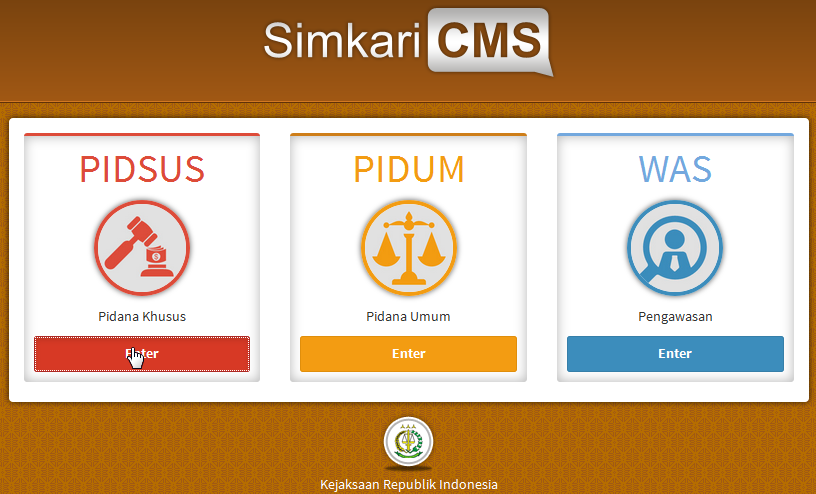 Simkari CMS
PIDSUS
Pidana Khusus
Enter
PIDUM
Pidana Umum
Enter
WAS
Pengawasan
Enter
Kejaksaan Republik Indonesia